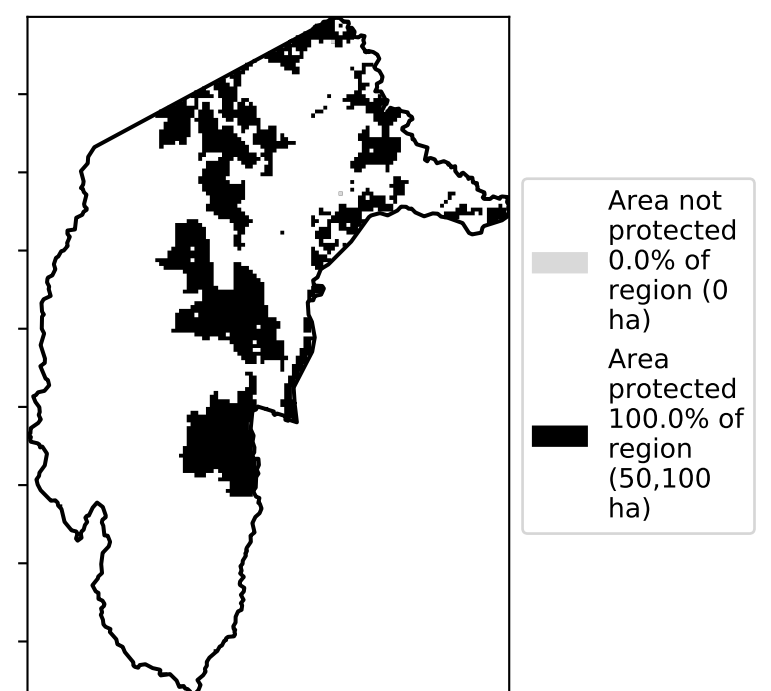 Area not
protected
0.0% of
region (0
ha)
Area
protected
100.0% of
region
(50,100
ha)